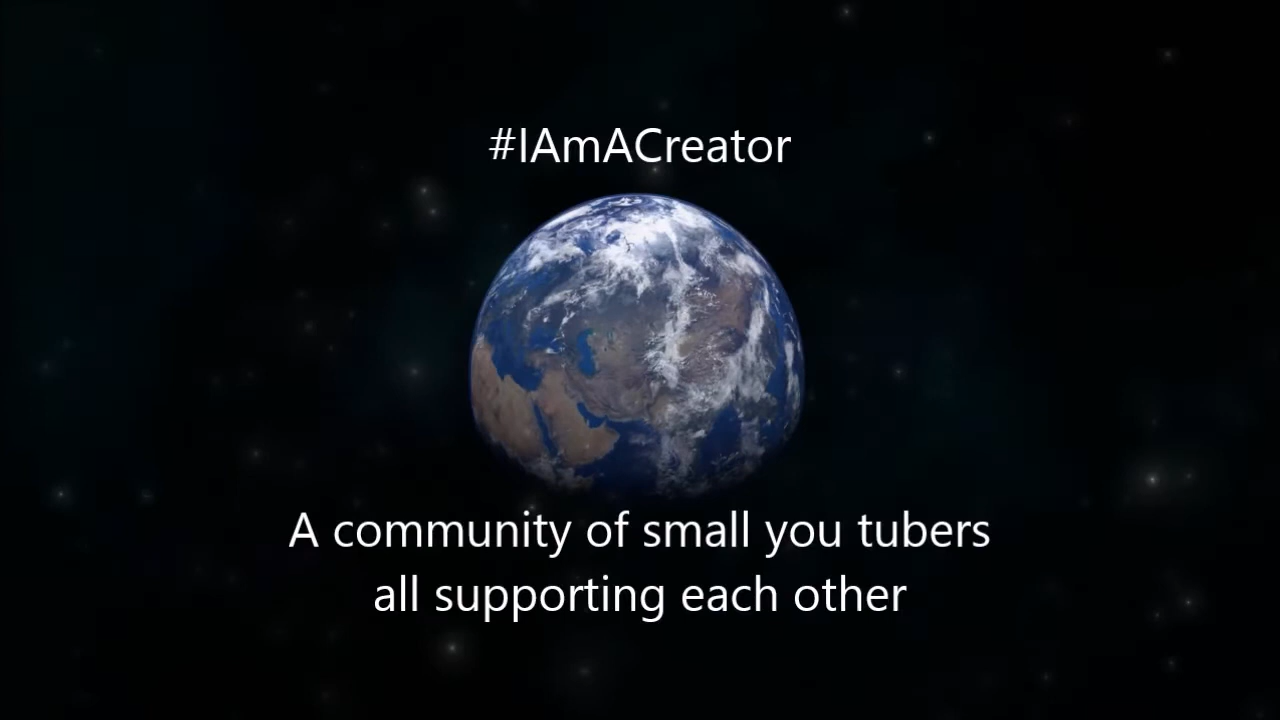 #IAmACreator
A community of small you tubers
all supporting each other